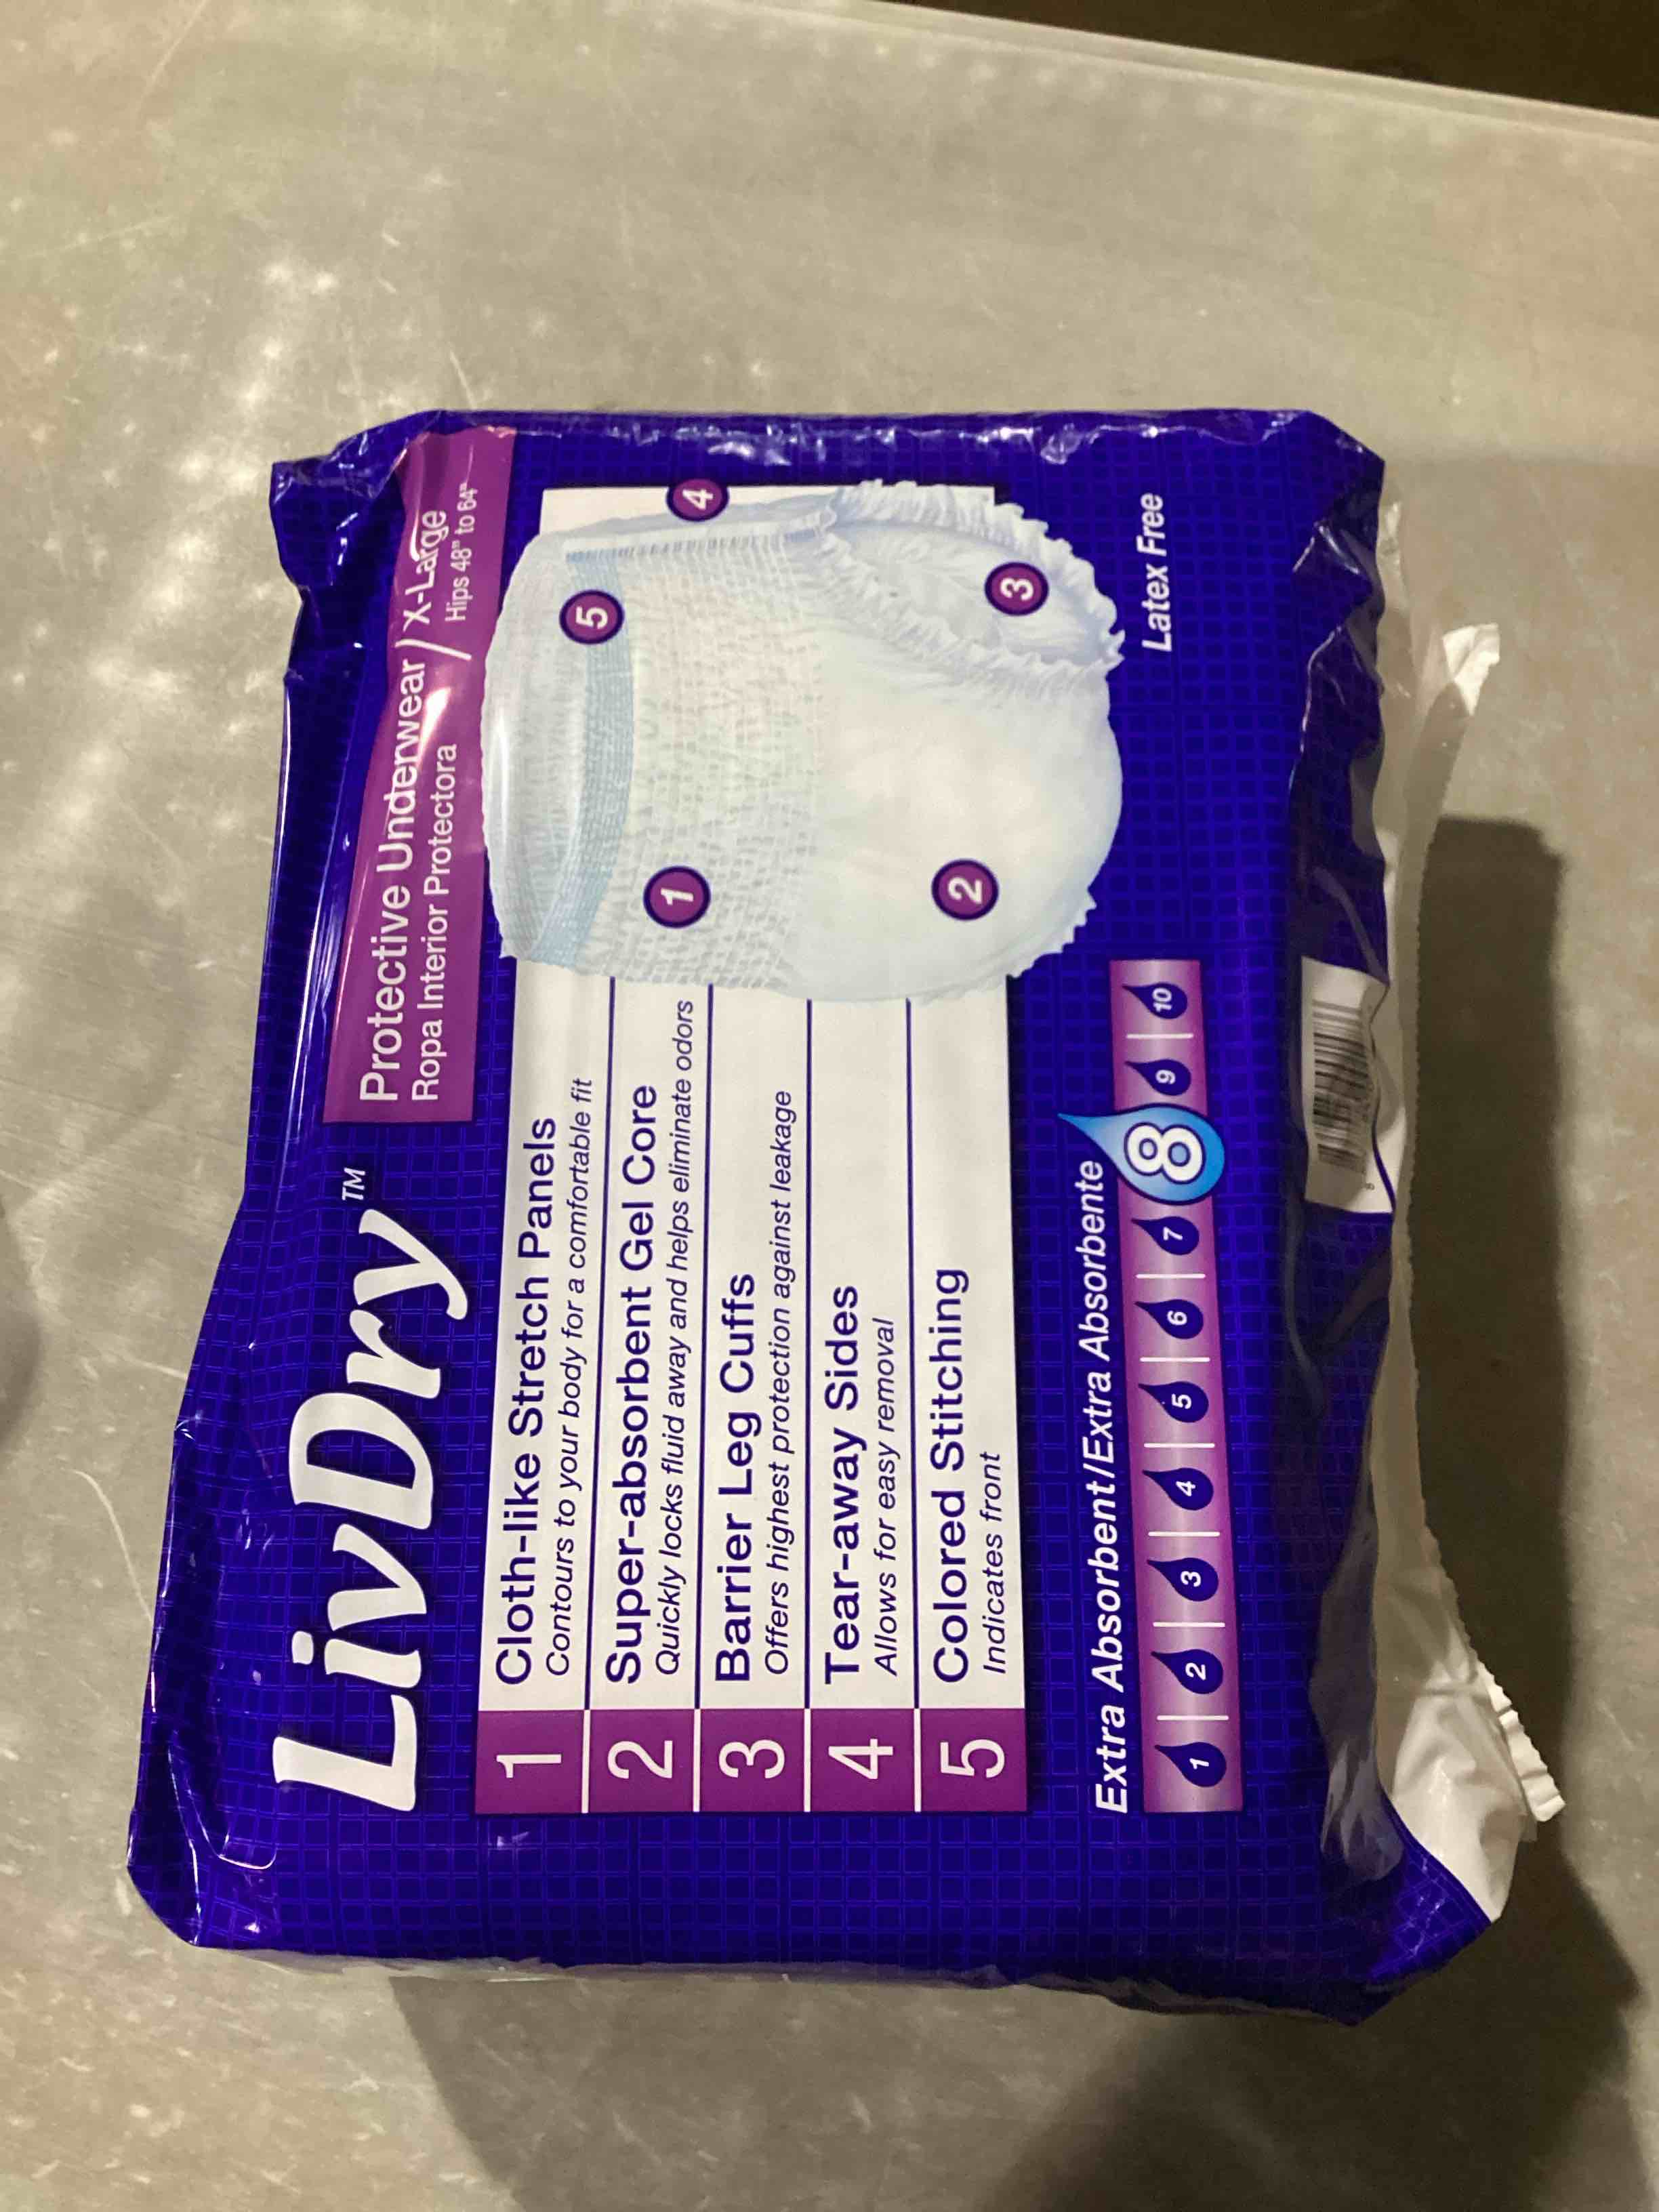 LivDry™
Protective Underwear / X-Large
Ropa Interior Protectora / Hips 48" to 64"
1 Cloth-like Stretch Panels
Contours to your body for a comfortable fit
2 Super-absorbent Gel Core
Quickly locks fluid away and helps eliminate odors
3 Barrier Leg Cuffs
Offers highest protection against leakage
4 Tear-away Sides
Allows for easy removal
5 Colored Stitching
Indicates front
5
4
1
3
2
Extra Absorbent/Extra Absorbente
Latex Free
1 2 3 4 5 6 7 8 9 10